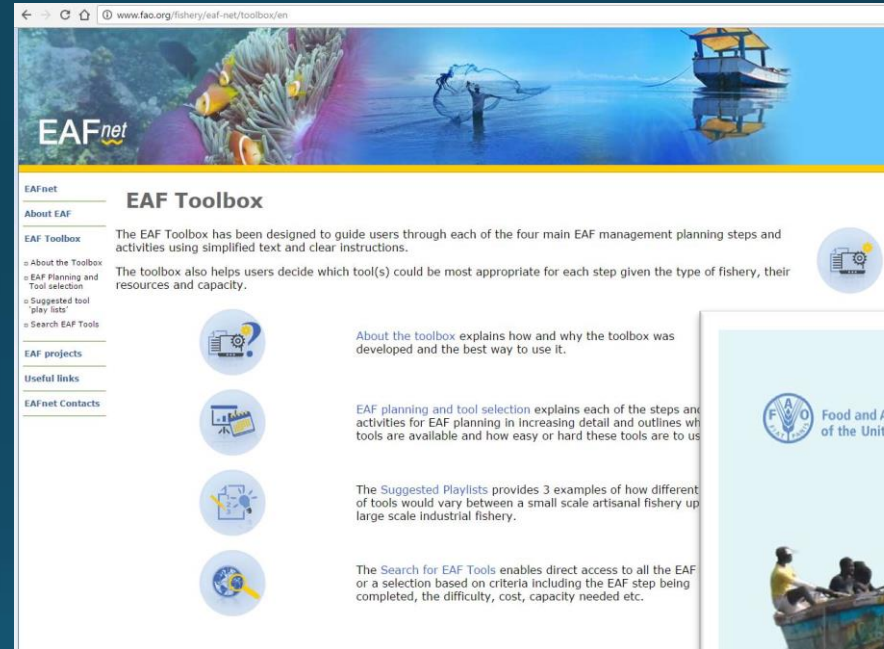 www.fao.org/fishery/eaf-net/toolbox/en
EAFnet
EAFnet
About EAF
EAF Toolbox
About the Toolbox
EAF Planning and
Tool selection
Suggested tool
'play lists'
Search EAF Tools
EAF projects
Useful links
EAFnet Contacts
EAF Toolbox
The EAF Toolbox has been designed to guide users through each of the four main EAF management planning steps and
activities using simplified text and clear instructions.
The toolbox also helps users decide which tool(s) could be most appropriate for each step given the type of fishery, their
resources and capacity.
About the toolbox explains how and why the toolbox was
developed and the best way to use it.
EAF planning and tool selection explains each of the steps and
activities for EAF planning in increasing detail and outlines wh
tools are available and how easy or hard these tools are to us
The Suggested Playlists provides 3 examples of how different
of tools would vary between a small scale artisanal fishery up
large scale industrial fishery.
The Search for EAF Tools enables direct access to all the EAF
or a selection based on criteria including the EAF step being
completed, the difficulty, cost, capacity needed etc.
FAO
FIAT PANIS
Food and A
of the Unit